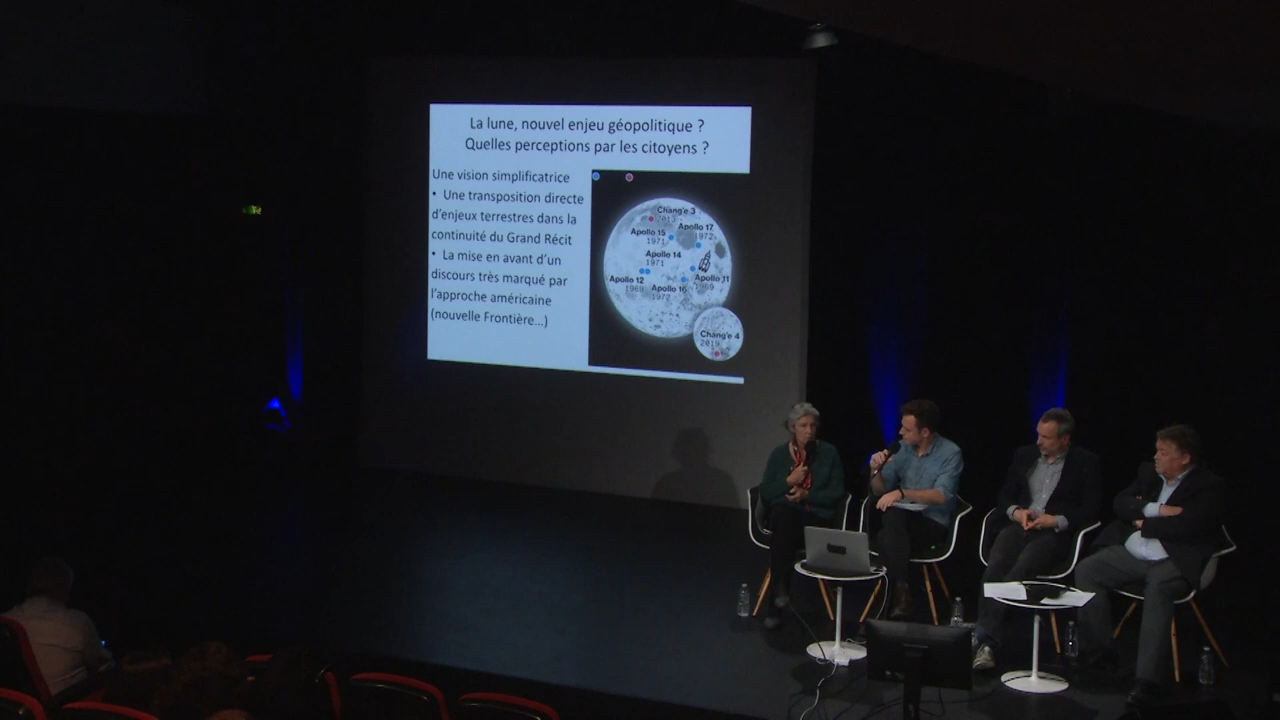 La lune, nouvel enjeu géopolitique ?
Quelles perceptions par les citoyens ?
Une vision simplificatrice
• Une transposition directe
d'enjeux terrestres dans la
continuité du Grand Récit
• La mise en avant d'un
discours très marqué par
l'approche américaine
(nouvelle Frontière...)
Chang'e 3
2013
Apollo 17
1972
Apollo 15
1971
Apollo 14
1971
Apollo 12
1969
Apollo 11
1969
Apollo 16
1972
Chang'e 4
2019